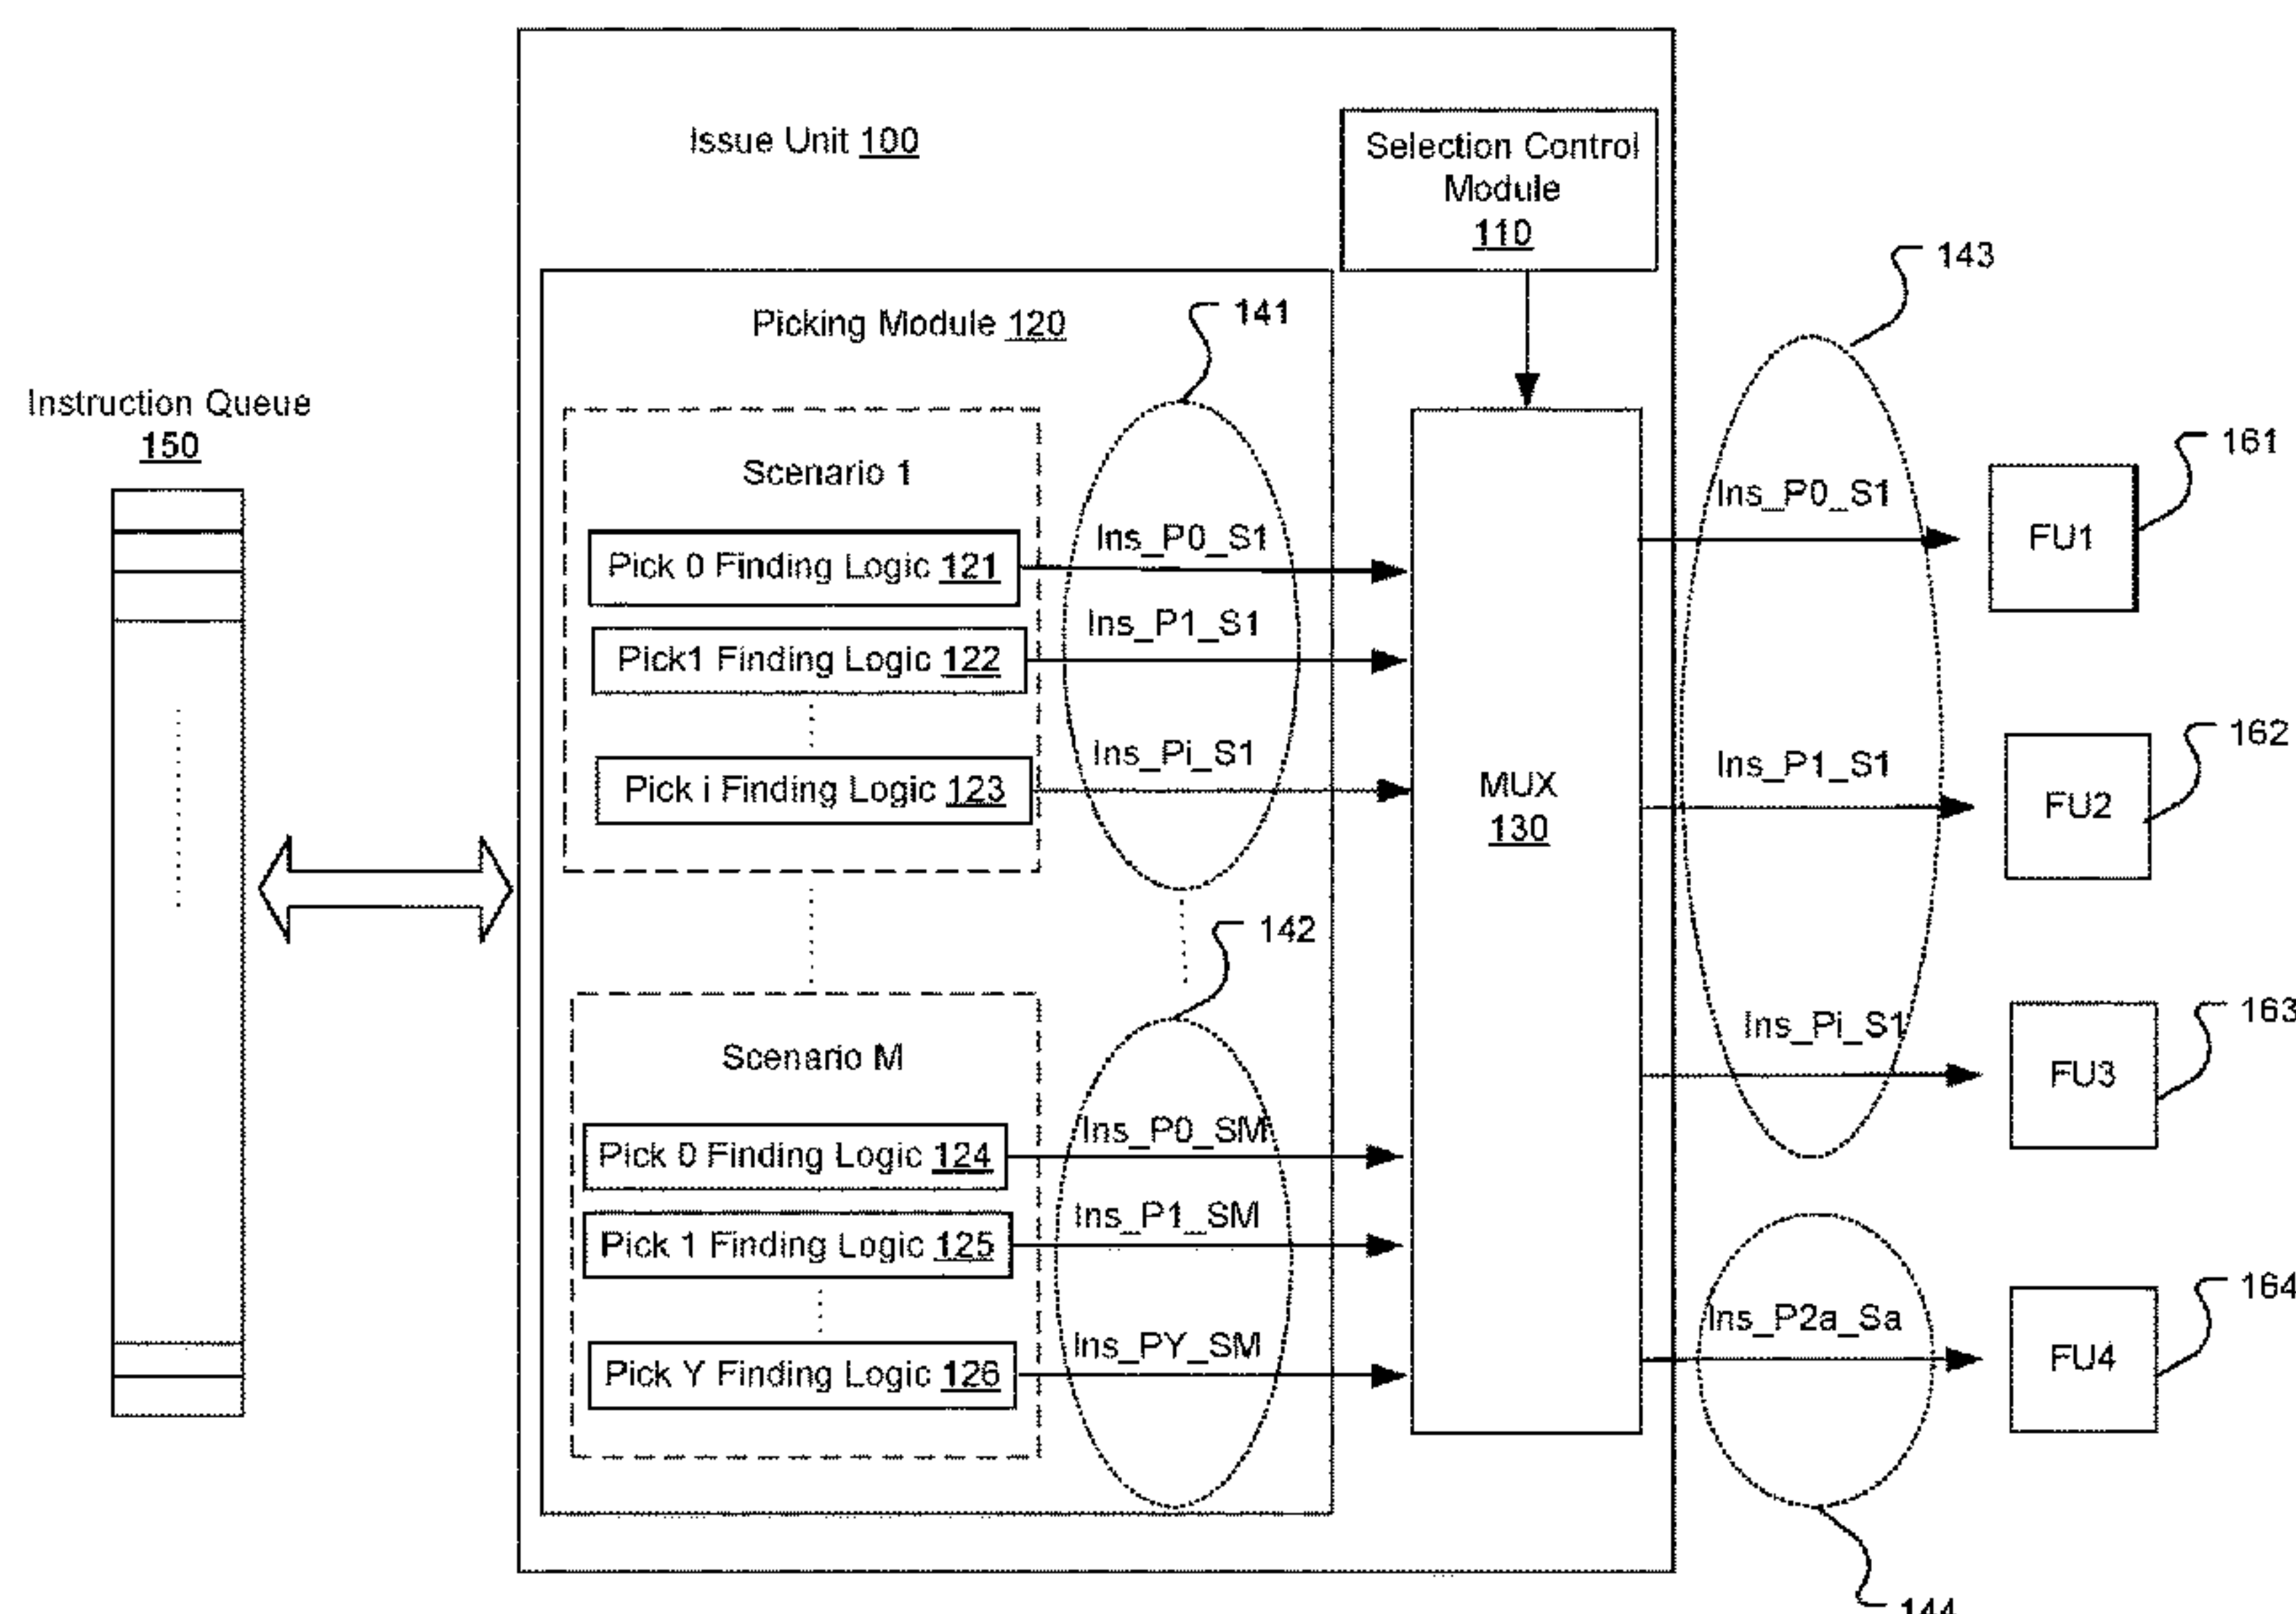 Issue Unit 100
Selection Control
Module
110
143
Picking Module 120
141
Instruction Queue
150
161
Scenario 1
Ins_P0_S1
FU1
Pick 0 Finding Logic 121
Ins_P0_S1
Ins_P1_S1
Pick1 Finding Logic 122
162
Ins_Pi_S1
Ins_P1_S1
Pick i Finding Logic 123
MUX
130
FU2
142
163
Ins_Pi_S1
Scenario M
FU3
Ins_P0_SM
Pick 0 Finding Logic 124
Ins_P1_SM
Pick 1 Finding Logic 125
164
Ins_P2a_Sa
Ins_PY_SM
FU4
Pick Y Finding Logic 126
144